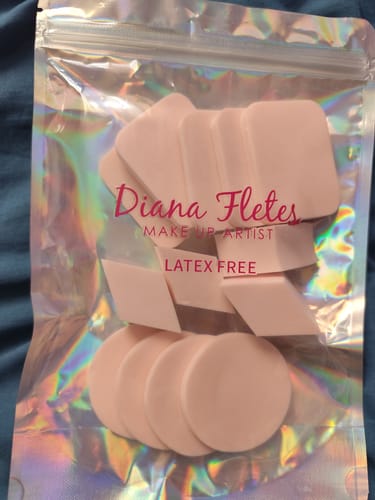 Diana Fletes
MAKE UP ARTIST
LATEX FREE